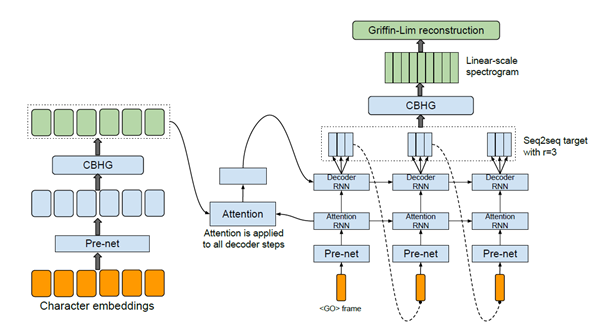 Griffin-Lim reconstruction
Linear-scale
spectrogram
CBHG
Seq2seq target
with r=3
CBHG
Decoder
RNN
Decoder
RNN
Decoder
RNN
Attention
Attention is applied
to all decoder steps
Attention
RNN
Attention
RNN
Attention
RNN
Pre-net
Pre-net
Pre-net
Pre-net
Character embeddings
<GO> frame